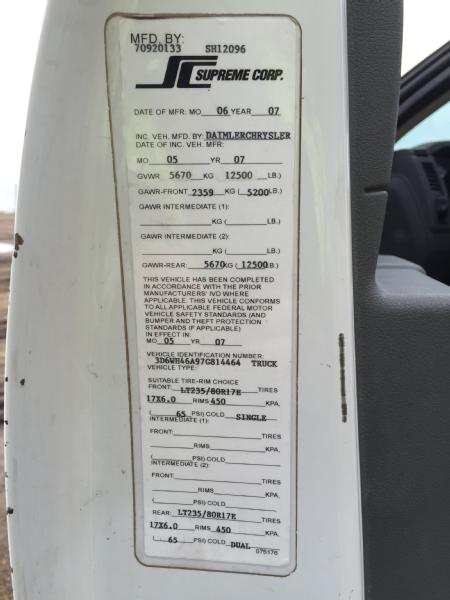 MFD. BY:
70920133 SH12096
SUPREME CORP.
DATE OF MFR: MO 06 YEAR 07
INC. VEH. MFD. BY: DAIMLERCHRYSLER
DATE OF INC. VEH. MFR:
MO 05 YR 07
GVWR 5670 KG 12500 LB.)
GAWR-FRONT 2359 KG (5200 LB.)
GAWR INTERMEDIATE (1):
KG ( LB.)
GAWR INTERMEDIATE (2):
KG ( LB.)
GAWR-REAR: 5670 KG (12500 LB.)
THIS VEHICLE HAS BEEN COMPLETED
IN ACCORDANCE WITH THE PRIOR
MANUFACTURERS' IVD WHERE
APPLICABLE. THIS VEHICLE CONFORMS
TO ALL APPLICABLE FEDERAL MOTOR
VEHICLE SAFETY STANDARDS (AND
BUMPER AND THEFT PROTECTION
STANDARDS IF APPLICABLE)
IN EFFECT IN
MO 05 YR 07
VEHICLE IDENTIFICATION NUMBER:
3D6WH46A97G814464 TRUCK
VEHICLE TYPE:
SUITABLE TIRE-RIM CHOICE
FRONT: LT235/80R17E TIRES
17X6.0 RIMS 450 KPA,
( 65 PSI) COLD SINGLE
INTERMEDIATE (1):
FRONT: TIRES
RIMS KPA,
( PSI) COLD
INTERMEDIATE (2):
FRONT: TIRES
RIMS KPA,
( PSI) COLD
REAR: LT235/80R17E TIRES
17X6.0 RIMS 450 KPA,
( 65 PSI) COLD DUAL
075176